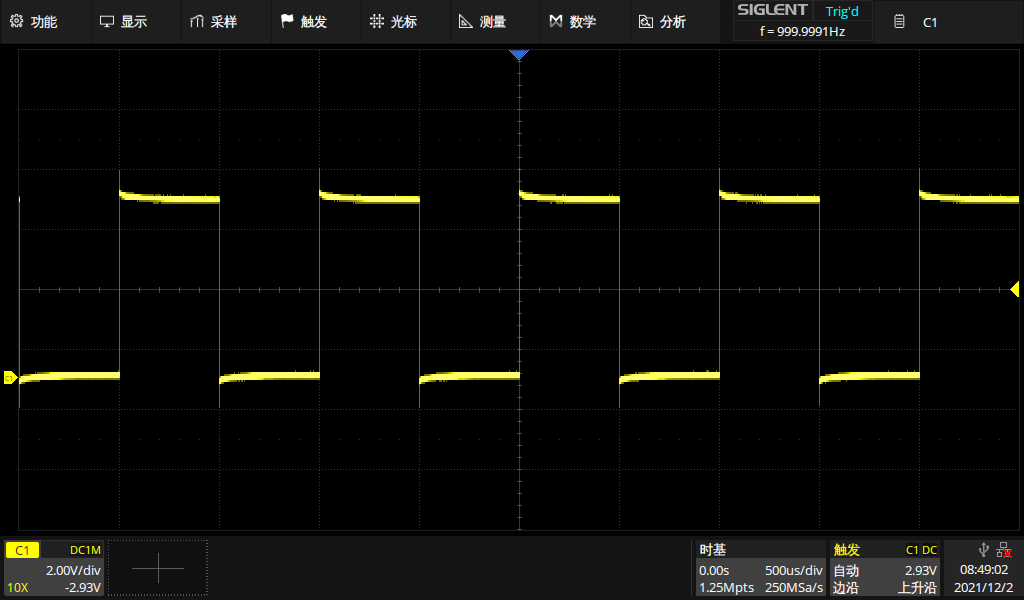 功能 显示 采样 触发 光标 测量 数学 分析 SIGLENT Trig'd C1
f = 999.9991Hz
C1 DC1M
2.00V/div
10X -2.93V
时基
0.00s 500us/div
1.25Mpts 250MSa/s
触发 C1 DC
自动 2.93V
边沿 上升沿
08:49:02
2021/12/2